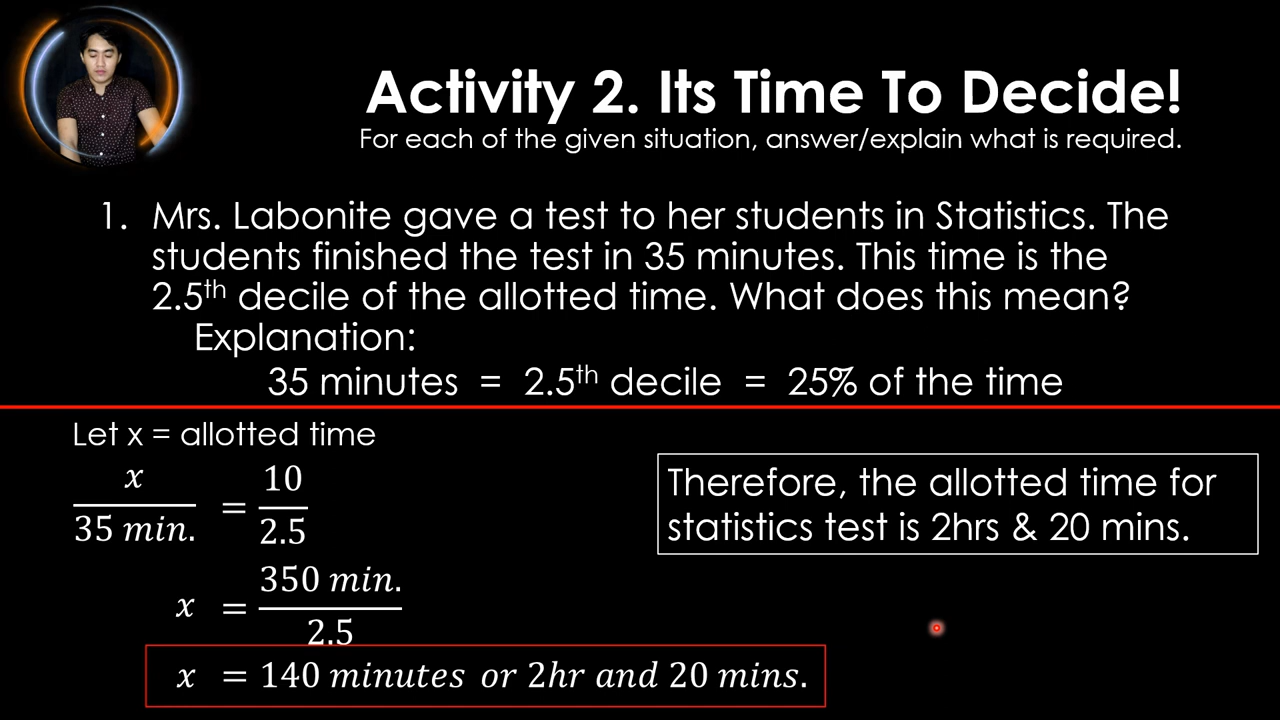 Activity 2. Its Time To Decide!
For each of the given situation, answer/explain what is required.
1. Mrs. Labonite gave a test to her students in Statistics. The
students finished the test in 35 minutes. This time is the
2.5th decile of the allotted time. What does this mean?
Explanation:
35 minutes = 2.5th decile = 25% of the time
Let x = allotted time
x / 35 min. = 10 / 2.5
x = 350 min. / 2.5
x = 140 minutes or 2hr and 20 mins.
Therefore, the allotted time for
statistics test is 2hrs & 20 mins.